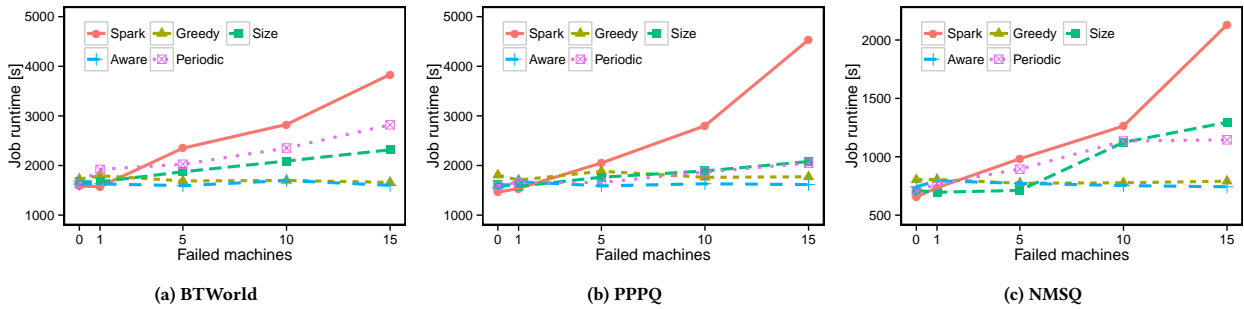 5000
4000
3000
2000
1000
Job runtime [s]
Spark Greedy Size
Aware Periodic
0 1 5 10 15
Failed machines
(a) BTWorld
5000
4000
3000
2000
1000
Job runtime [s]
Spark Greedy Size
Aware Periodic
0 1 5 10 15
Failed machines
(b) PPPQ
2000
1500
1000
500
Job runtime [s]
Spark Greedy Size
Aware Periodic
0 1 5 10 15
Failed machines
(c) NMSQ